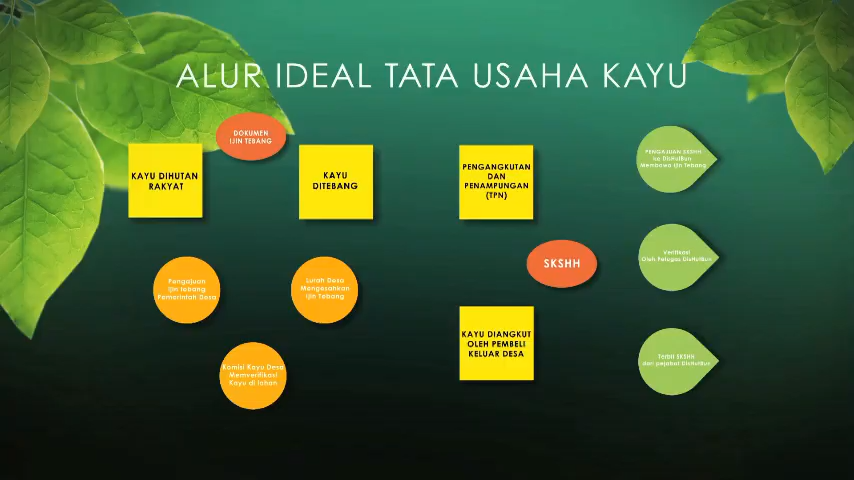 ALUR IDEAL TATA USAHA KAYU
DOKUMEN
IJIN TEBANG
KAYU DIHUTAN
RAKYAT
KAYU
DITEBANG
PENGANGKUTAN
DAN
PENAMPUNGAN
(TPN)
PENGAJUAN SKSHH
ke DisHutBun
Membawa Ijin Tebang
SKSHH
Verifikasi
Oleh Petugas DisHutBun
Pengajuan
Ijin tebang
Pemerintah Desa
Lurah Desa
Mengesahkan
Ijin Tebang
KAYU DIANGKUT
OLEH PEMBELI
KELUAR DESA
Terbit SKSHH
dari pejabat DisHutBun
Komisi Kayu Desa
Memverifikasi
Kayu di lahan